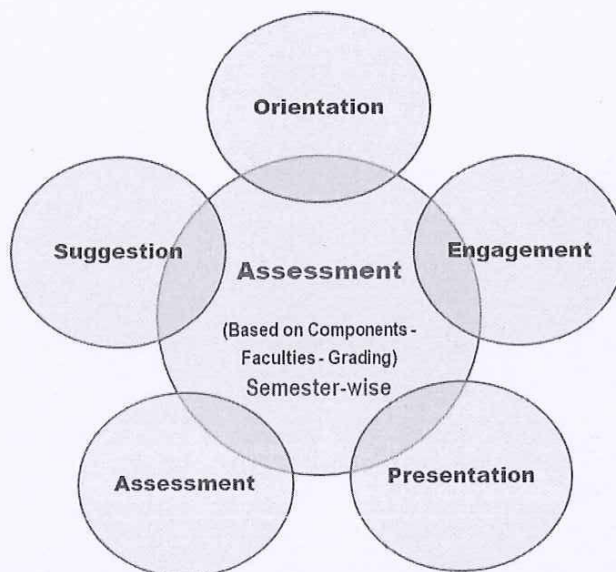 Orientation
Suggestion
Engagement
Assessment
(Based on Components -
Faculties - Grading)
Semester-wise
Assessment
Presentation